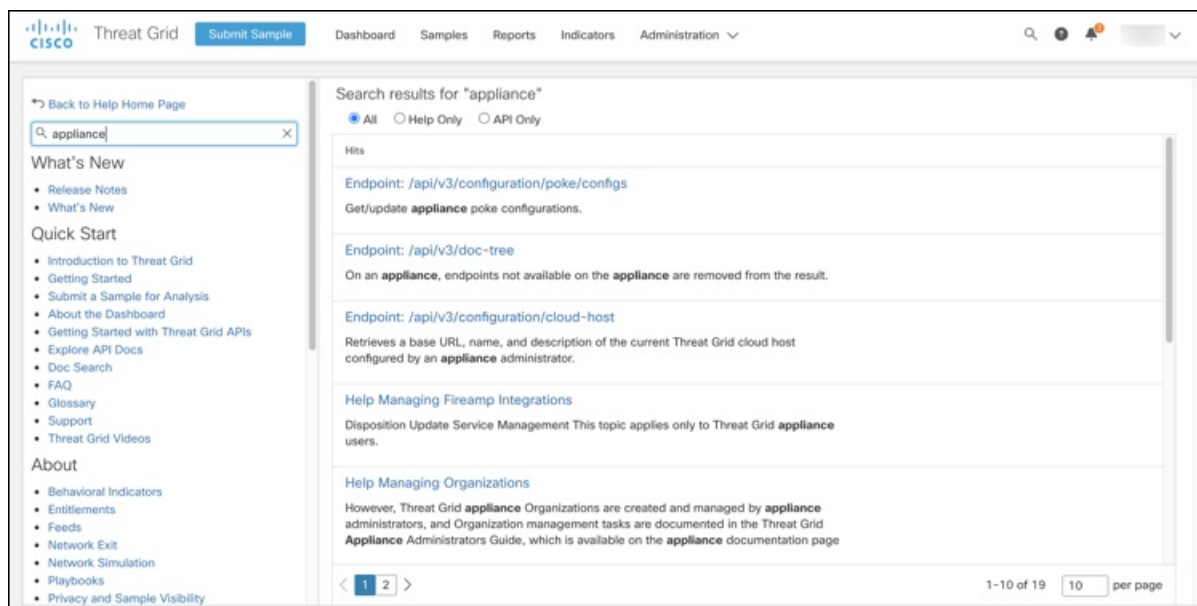 CISCO
Threat Grid
Submit Sample
Dashboard
Samples
Reports
Indicators
Administration
3
Back to Help Home Page
appliance
What's New
• Release Notes
• What's New
Quick Start
• Introduction to Threat Grid
• Getting Started
• Submit a Sample for Analysis
• About the Dashboard
• Getting Started with Threat Grid APIs
• Explore API Docs
• Doc Search
• FAQ
• Glossary
• Support
• Threat Grid Videos
About
• Behavioral Indicators
• Entitlements
• Feeds
• Network Exit
• Network Simulation
• Playbooks
• Privacy and Sample Visibility
Search results for "appliance"
All Help Only API Only
Hits
Endpoint: /api/v3/configuration/poke/configs
Get/update appliance poke configurations.
Endpoint: /api/v3/doc-tree
On an appliance, endpoints not available on the appliance are removed from the result.
Endpoint: /api/v3/configuration/cloud-host
Retrieves a base URL, name, and description of the current Threat Grid cloud host
configured by an appliance administrator.
Help Managing Fireamp Integrations
Disposition Update Service Management This topic applies only to Threat Grid appliance
users.
Help Managing Organizations
However, Threat Grid appliance Organizations are created and managed by appliance
administrators, and Organization management tasks are documented in the Threat Grid
Appliance Administrators Guide, which is available on the appliance documentation page
< 1 2 >
1-10 of 19 10 per page